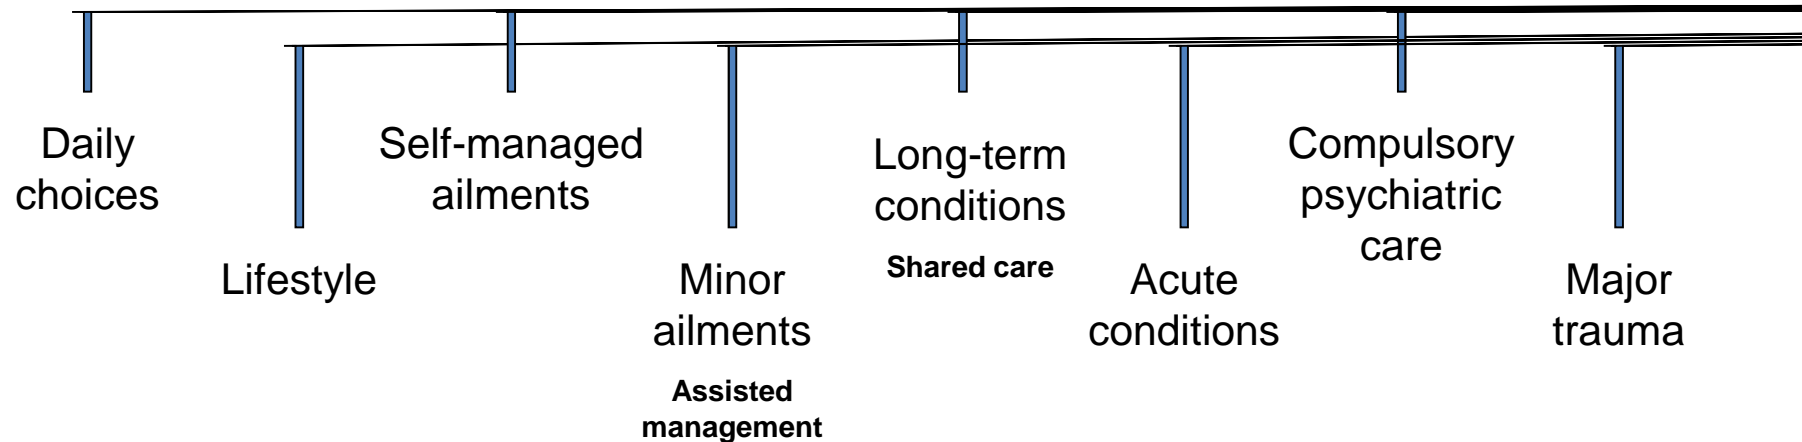 Daily
choices
Lifestyle
Self-managed
ailments
Minor
ailments
Assisted
management
Long-term
conditions
Shared care
Acute
conditions
Compulsory
psychiatric
care
Major
trauma